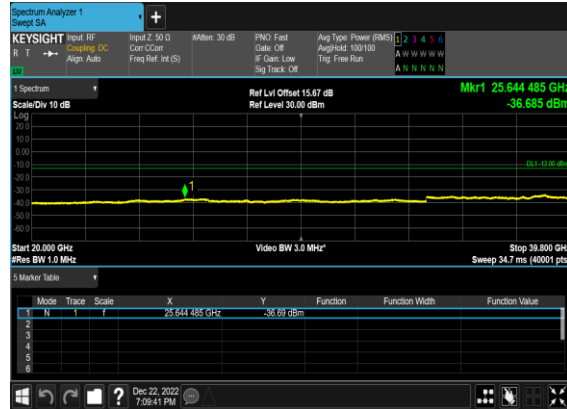 Spectrum Analyzer 1
Swept SA
+
KEYSIGHT
R T
Input: RF
Coupling: DC
Align: Auto
Input Z: 50 Ω
Corr CCorr
Freq Ref: Int (S)
#Atten: 30 dB
PNO: Fast
Gate: Off
IF Gain: Low
Sig Track: Off
Avg Type: Power (RMS)
Avg|Hold: 100/100
Trig: Free Run
1 2 3 4 5 6
A W W W W W
A N N N N N
1 Spectrum
Scale/Div 10 dB
Ref Lvl Offset 15.67 dB
Ref Level 30.00 dBm
Mkr1 25.644 485 GHz
-36.685 dBm
Log
20.0
10.0
0.00
-10.0
-20.0
-30.0
-40.0
-50.0
-60.0
DL1 -13.00 dBm
1
Start 20.000 GHz
#Res BW 1.0 MHz
Video BW 3.0 MHz*
Stop 39.800 GHz
Sweep 34.7 ms (40001 pts)
5 Marker Table
Mode Trace Scale X Y Function Function Width Function Value
1 N 1 f 25.644 485 GHz -36.69 dBm
2
3
4
5
6
?
Dec 22, 2022
7:09:41 PM